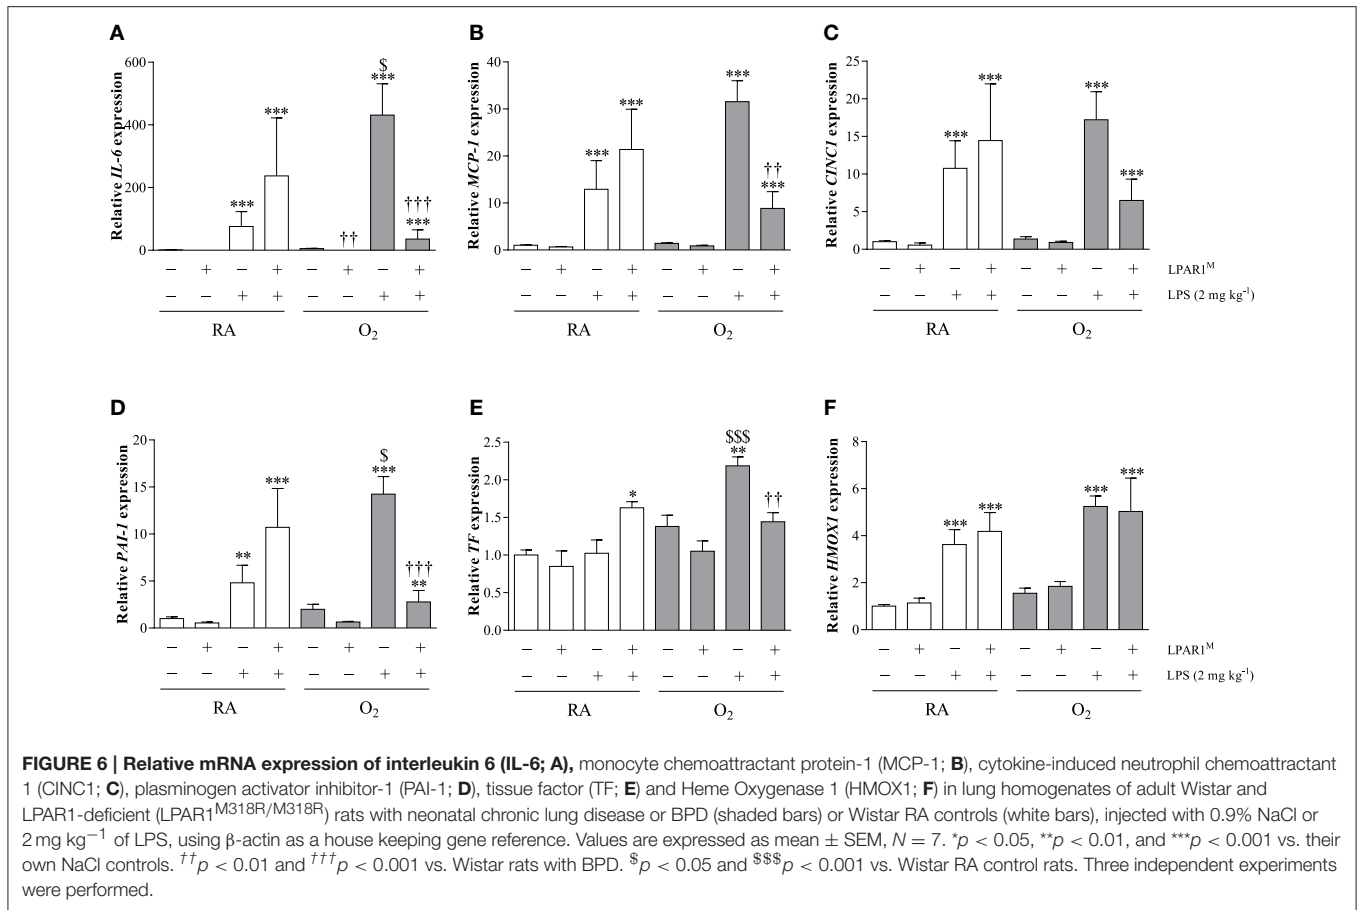 A
B
C
Relative IL-6 expression
600
400
200
0
***
***
$
***
††
†††
***
Relative MCP-1 expression
40
30
20
10
0
***
***
***
††
***
Relative CINC1 expression
25
20
15
10
5
0
***
***
***
***
– + – + – + – +
– + – + – + – +
– + – + – + – + LPAR1M
– – + + – – + +
– – + + – – + +
– – + + – – + + LPS (2 mg kg-1)
RA O2
RA O2
RA O2
D
E
F
Relative PAI-1 expression
20
15
10
5
0
**
***
$
***
†††
**
Relative TF expression
2.5
2.0
1.5
1.0
0.5
0.0
*
$$$
**
††
Relative HMOX1 expression
8
6
4
2
0
***
***
***
***
– + – + – + – +
– + – + – + – +
– + – + – + – + LPAR1M
– – + + – – + +
– – + + – – + +
– – + + – – + + LPS (2 mg kg-1)
RA O2
RA O2
RA O2
FIGURE 6 | Relative mRNA expression of interleukin 6 (IL-6; A), monocyte chemoattractant protein-1 (MCP-1; B), cytokine-induced neutrophil chemoattractant
1 (CINC1; C), plasminogen activator inhibitor-1 (PAI-1; D), tissue factor (TF; E) and Heme Oxygenase 1 (HMOX1; F) in lung homogenates of adult Wistar and
LPAR1-deficient (LPAR1M318R/M318R) rats with neonatal chronic lung disease or BPD (shaded bars) or Wistar RA controls (white bars), injected with 0.9% NaCl or
2 mg kg−1 of LPS, using β-actin as a house keeping gene reference. Values are expressed as mean ± SEM, N = 7. *p < 0.05, **p < 0.01, and ***p < 0.001 vs. their
own NaCl controls. ††p < 0.01 and †††p < 0.001 vs. Wistar rats with BPD. $p < 0.05 and $$$p < 0.001 vs. Wistar RA control rats. Three independent experiments
were performed.